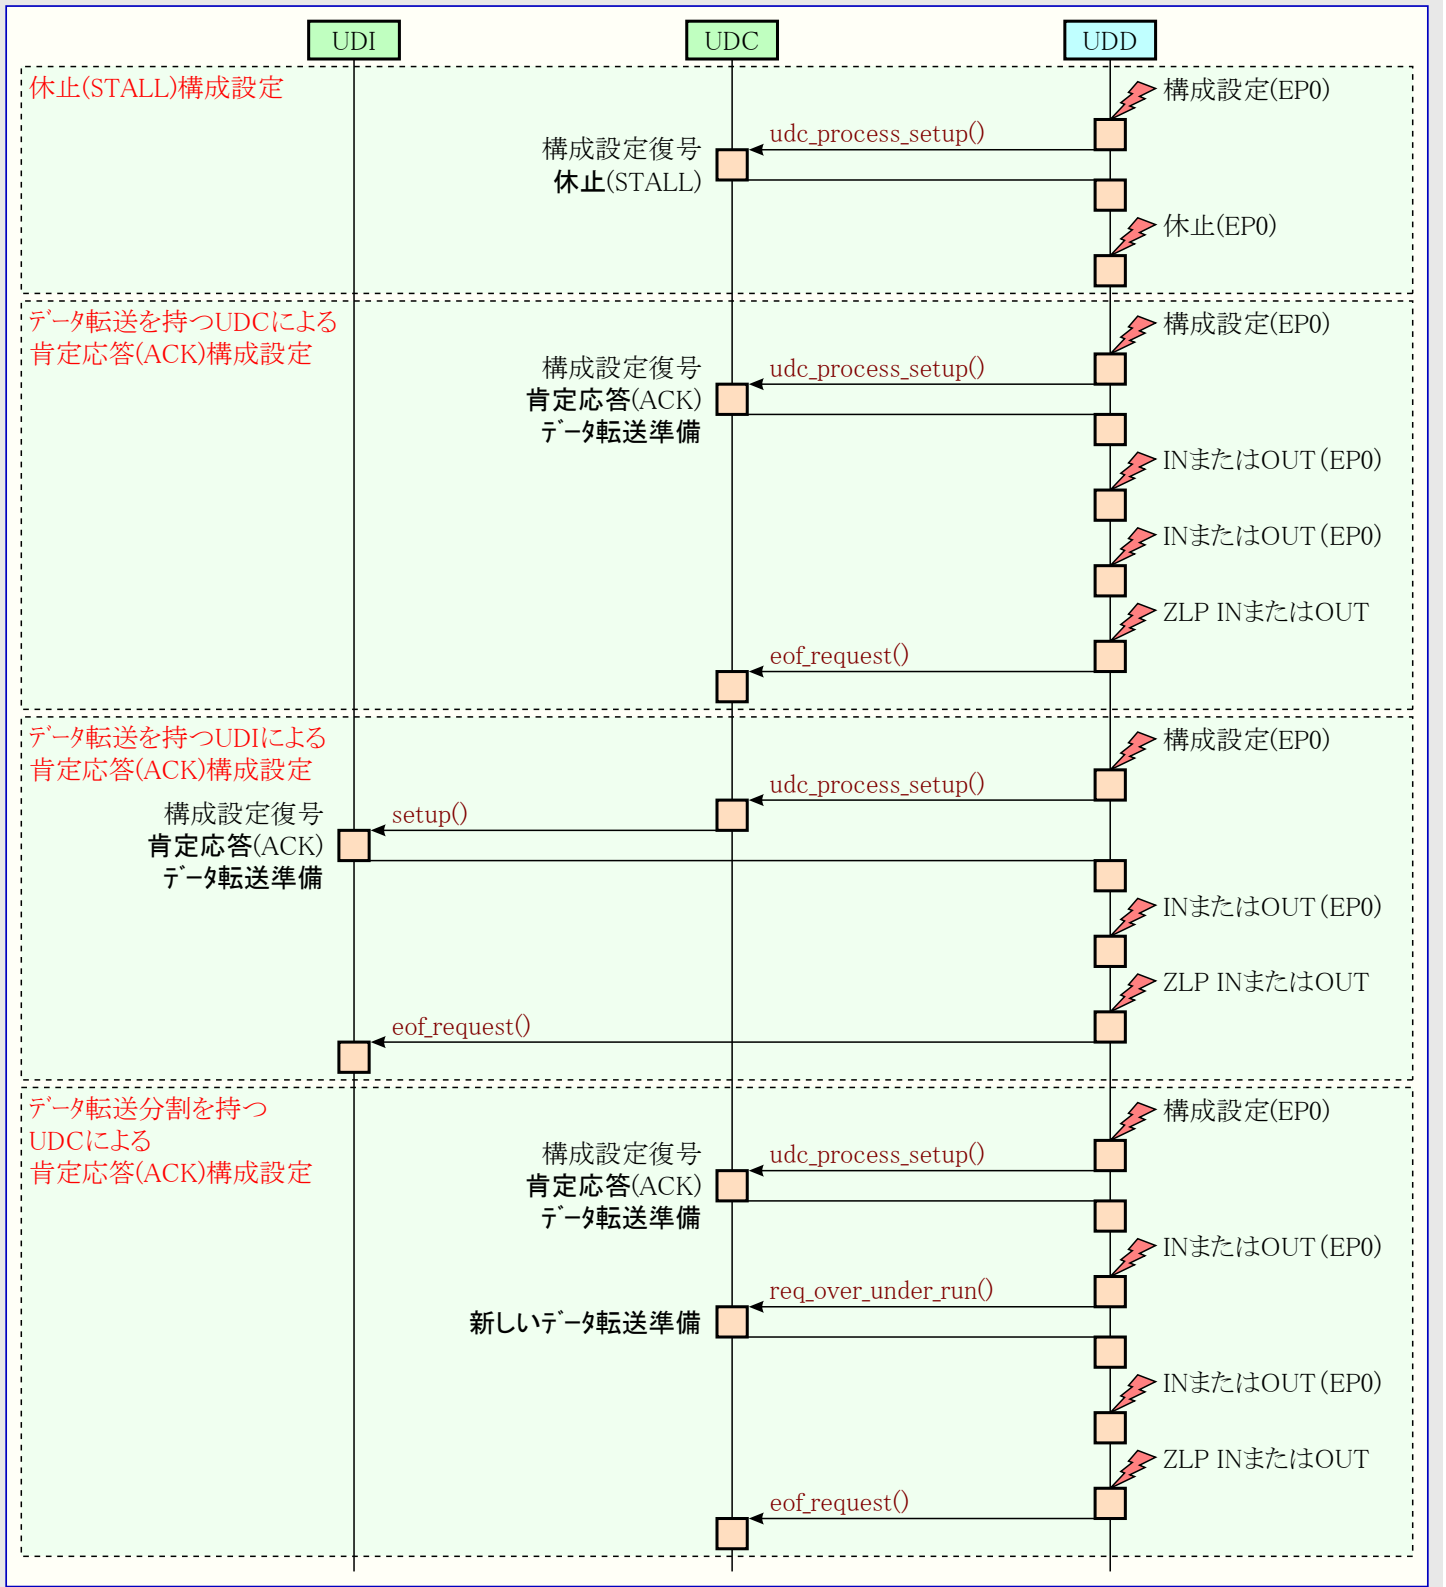 UDI
UDC
UDD
休止(STALL)構成設定
構成設定(EP0)
udc_process_setup()
構成設定復号
休止(STALL)
休止(EP0)
データ転送を持つUDCによる
肯定応答(ACK)構成設定
構成設定(EP0)
udc_process_setup()
構成設定復号
肯定応答(ACK)
データ転送準備
INまたはOUT(EP0)
INまたはOUT(EP0)
ZLP INまたはOUT
eof_request()
データ転送を持つUDIによる
肯定応答(ACK)構成設定
構成設定(EP0)
udc_process_setup()
setup()
構成設定復号
肯定応答(ACK)
データ転送準備
INまたはOUT(EP0)
ZLP INまたはOUT
eof_request()
データ転送分割を持つ
UDCによる
肯定応答(ACK)構成設定
構成設定(EP0)
udc_process_setup()
構成設定復号
肯定応答(ACK)
データ転送準備
INまたはOUT(EP0)
req_over_under_run()
新しいデータ転送準備
INまたはOUT(EP0)
ZLP INまたはOUT
eof_request()